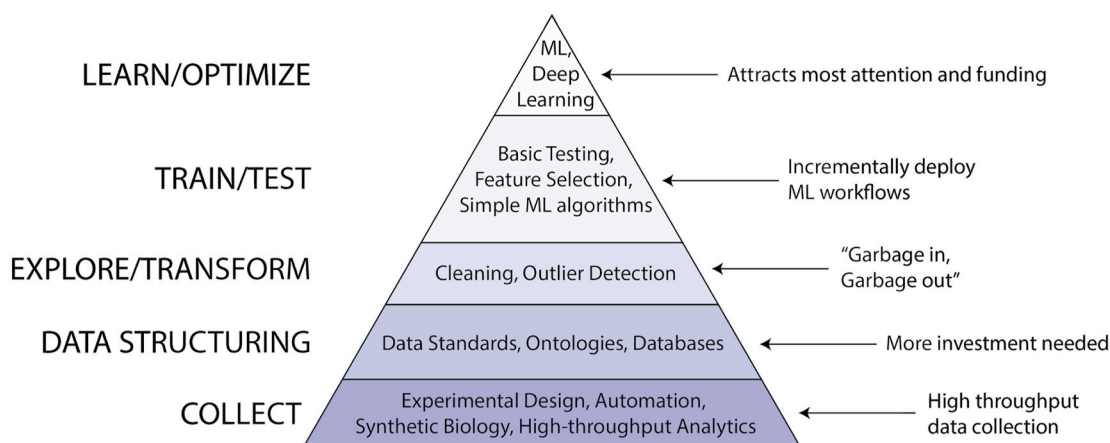 LEARN/OPTIMIZE
ML,
Deep
Learning
Attracts most attention and funding
TRAIN/TEST
Basic Testing,
Feature Selection,
Simple ML algorithms
Incrementally deploy
ML workflows
EXPLORE/TRANSFORM
Cleaning, Outlier Detection
“Garbage in,
Garbage out”
DATA STRUCTURING
Data Standards, Ontologies, Databases
More investment needed
COLLECT
Experimental Design, Automation,
Synthetic Biology, High-throughput Analytics
High throughput
data collection